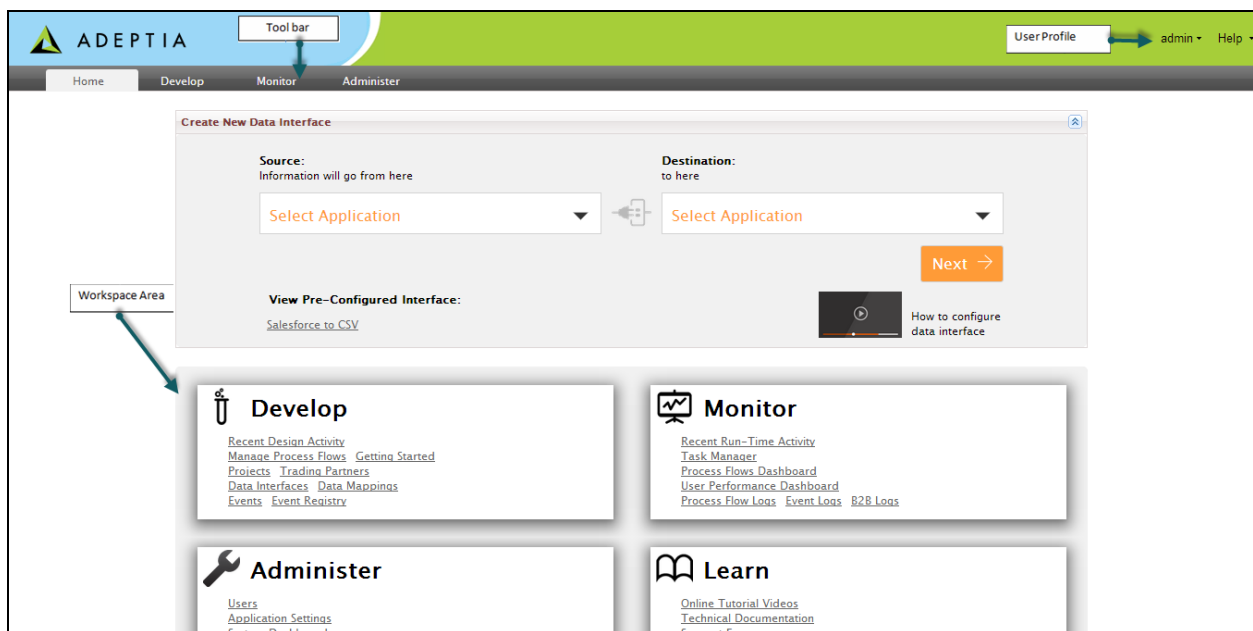 ADEPTIA
Tool bar
User Profile
admin
Help
Home
Develop
Monitor
Administer
Create New Data Interface
Source:
Information will go from here
Destination:
to here
Select Application
Select Application
Next
Workspace Area
View Pre-Configured Interface:
Salesforce to CSV
How to configure
data interface
Develop
Recent Design Activity
Manage Process Flows Getting Started
Projects Trading Partners
Data Interfaces Data Mappings
Events Event Registry
Monitor
Recent Run-Time Activity
Task Manager
Process Flows Dashboard
User Performance Dashboard
Process Flow Logs Event Logs B2B Logs
Administer
Users
Application Settings
Learn
Online Tutorial Videos
Technical Documentation